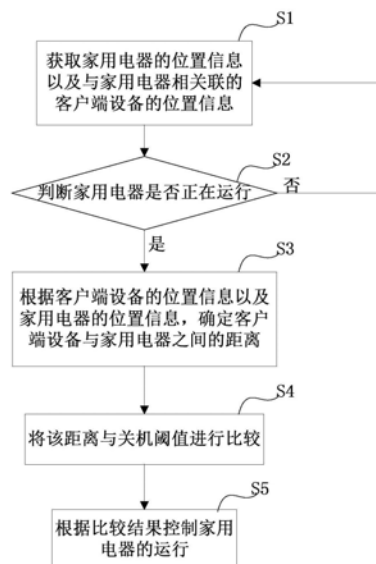 S1
获取家用电器的位置信息
以及与家用电器相关联的
客户端设备的位置信息
S2
判断家用电器是否正在运行
否
是
S3
根据客户端设备的位置信息以及
家用电器的位置信息，确定客户
端设备与家用电器之间的距离
S4
将该距离与关机阈值进行比较
S5
根据比较结果控制家用
电器的运行